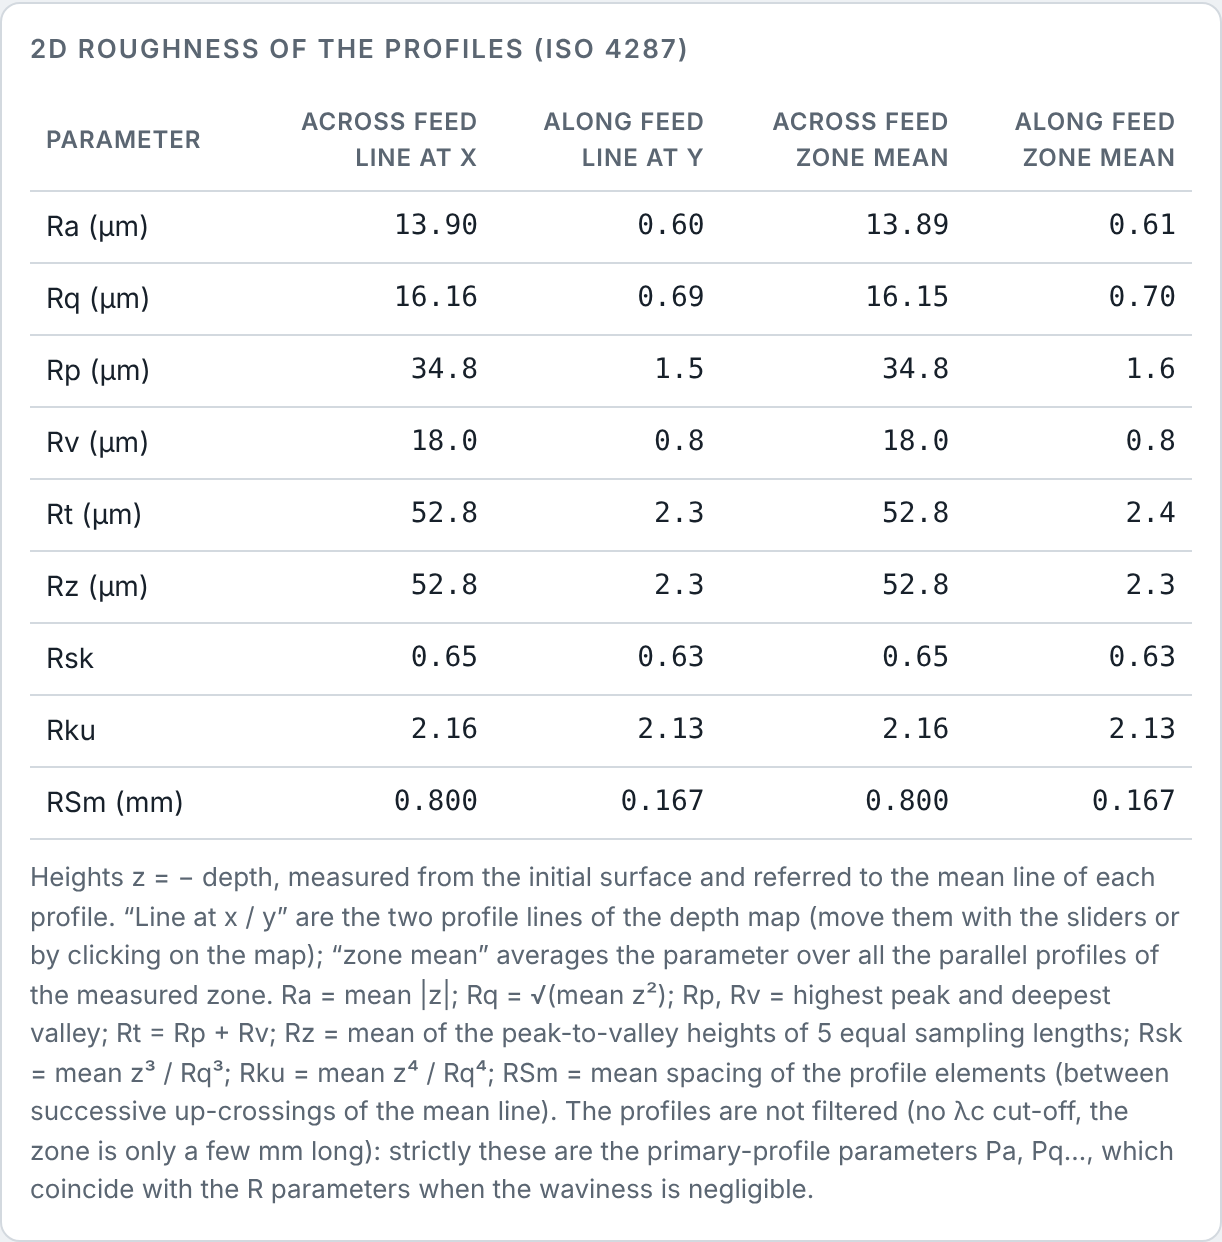 2D ROUGHNESS OF THE PROFILES (ISO 4287)
PARAMETER ACROSS FEED LINE AT X ALONG FEED LINE AT Y ACROSS FEED ZONE MEAN ALONG FEED ZONE MEAN
Ra (µm) 13.90 0.60 13.89 0.61
Rq (µm) 16.16 0.69 16.15 0.70
Rp (µm) 34.8 1.5 34.8 1.6
Rv (µm) 18.0 0.8 18.0 0.8
Rt (µm) 52.8 2.3 52.8 2.4
Rz (µm) 52.8 2.3 52.8 2.3
Rsk 0.65 0.63 0.65 0.63
Rku 2.16 2.13 2.16 2.13
RSm (mm) 0.800 0.167 0.800 0.167
Heights z = − depth, measured from the initial surface and referred to the mean line of each
profile. “Line at x / y” are the two profile lines of the depth map (move them with the sliders or
by clicking on the map); “zone mean” averages the parameter over all the parallel profiles of
the measured zone. Ra = mean |z|; Rq = √(mean z²); Rp, Rv = highest peak and deepest
valley; Rt = Rp + Rv; Rz = mean of the peak-to-valley heights of 5 equal sampling lengths; Rsk
= mean z³ / Rq³; Rku = mean z⁴ / Rq⁴; RSm = mean spacing of the profile elements (between
successive up-crossings of the mean line). The profiles are not filtered (no λc cut-off, the
zone is only a few mm long): strictly these are the primary-profile parameters Pa, Pq…, which
coincide with the R parameters when the waviness is negligible.